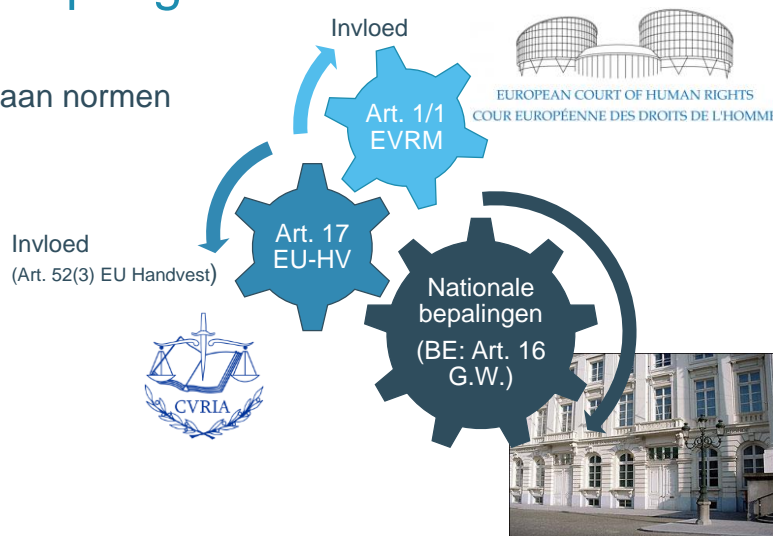 aan normen
Invloed
EUROPEAN COURT OF HUMAN RIGHTS
COUR EUROPÉENNE DES DROITS DE L'HOMME
Art. 1/1
EVRM
Art. 17
EU-HV
Invloed
(Art. 52(3) EU Handvest)
Nationale
bepalingen
(BE: Art. 16
G.W.)
CVRIA